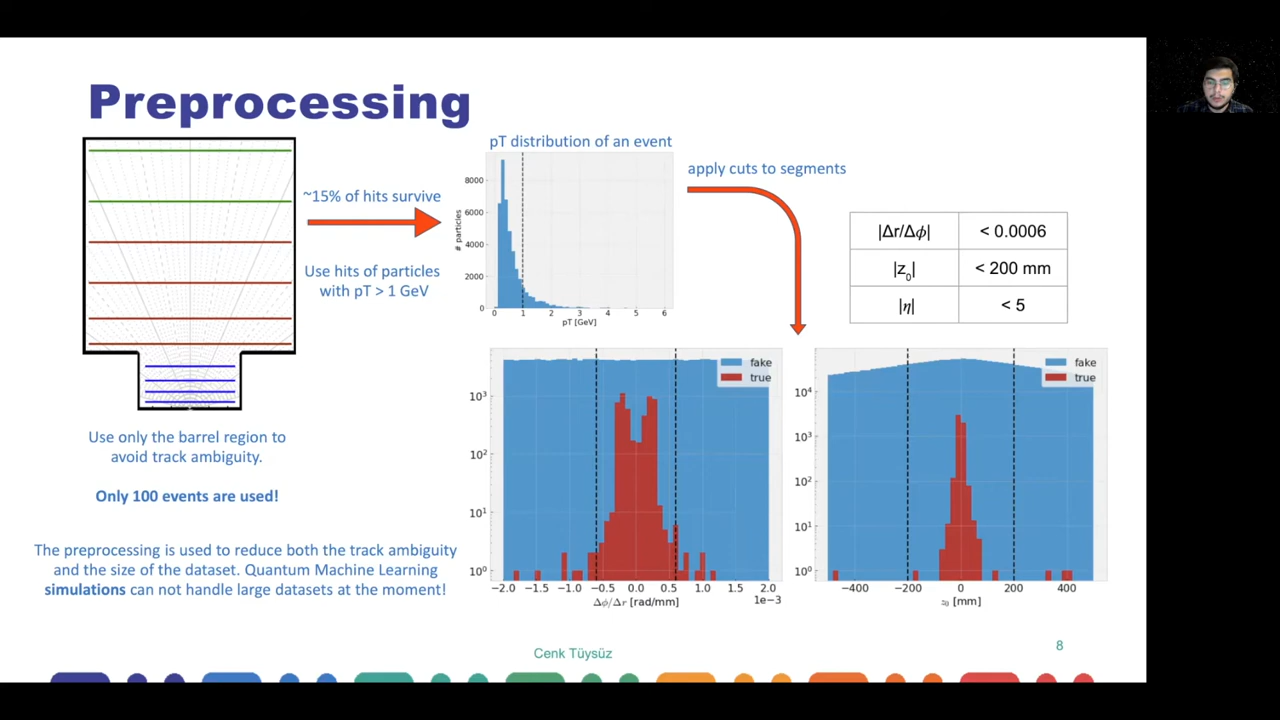 Preprocessing
~15% of hits survive
Use hits of particles
with pT > 1 GeV
pT distribution of an event
8000
6000
4000
2000
0
# particles
0 1 2 3 4 5 6
pT [GeV]
apply cuts to segments
|Δr/Δϕ| < 0.0006
|z0| < 200 mm
|η| < 5
Use only the barrel region to
avoid track ambiguity.
Only 100 events are used!
The preprocessing is used to reduce both the track ambiguity
and the size of the dataset. Quantum Machine Learning
simulations can not handle large datasets at the moment!
fake
true
10³
10²
10¹
10⁰
−2.0 −1.5 −1.0 −0.5 0.0 0.5 1.0 1.5 2.0
Δϕ/Δr [rad/mm]
1e−3
fake
true
10⁴
10³
10²
10¹
10⁰
−400 −200 0 200 400
z0 [mm]
Cenk Tüysüz
8